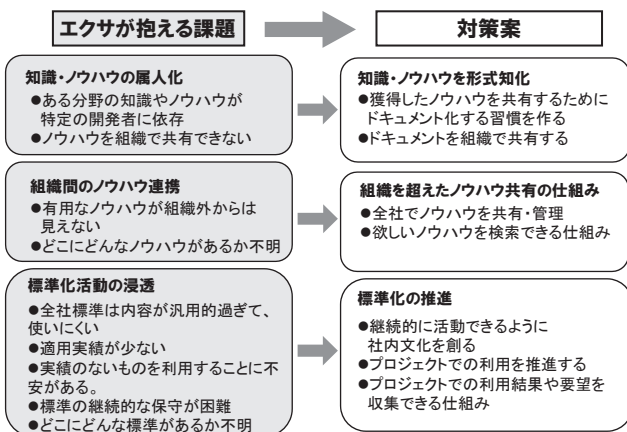 エクサが抱える課題
対策案
知識・ノウハウの属人化
●ある分野の知識やノウハウが
特定の開発者に依存
●ノウハウを組織で共有できない
知識・ノウハウを形式知化
●獲得したノウハウを共有するために
ドキュメント化する習慣を作る
●ドキュメントを組織で共有する
組織間のノウハウ連携
●有用なノウハウが組織外からは
見えない
●どこにどんなノウハウがあるか不明
組織を超えたノウハウ共有の仕組み
●全社でノウハウを共有・管理
●欲しいノウハウを検索できる仕組み
標準化活動の浸透
●全社標準は内容が汎用的過ぎて、
使いにくい
●適用実績が少ない
●実績のないものを利用することに不
安がある。
●標準の継続的な保守が困難
●どこにどんな標準があるか不明
標準化の推進
●継続的に活動できるように
社内文化を創る
●プロジェクトでの利用を推進する
●プロジェクトでの利用結果や要望を
収集できる仕組み